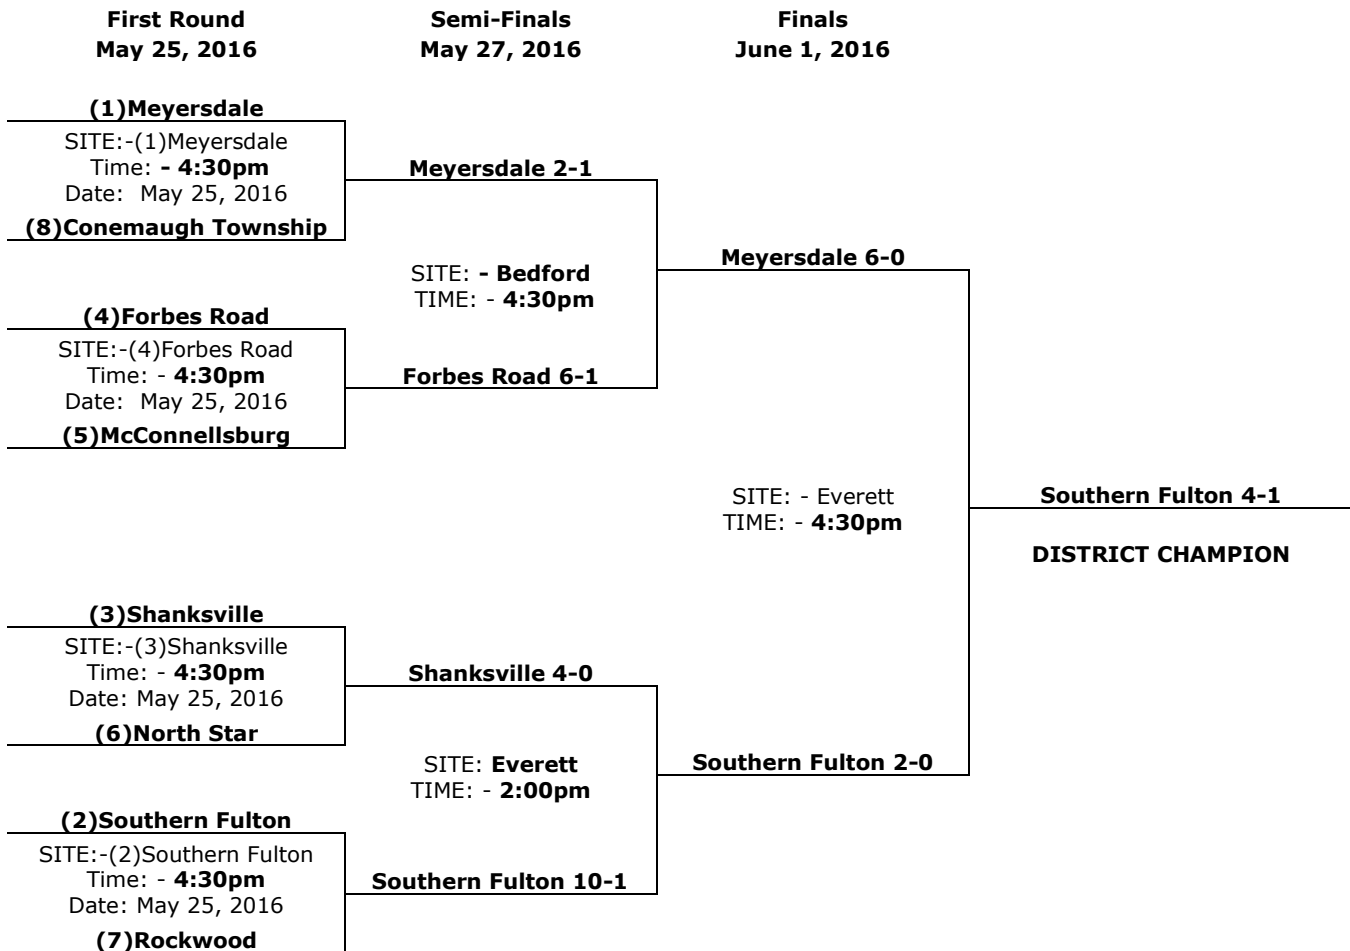 First Round
May 25, 2016
Semi-Finals
May 27, 2016
Finals
June 1, 2016
(1)Meyersdale
SITE:-(1)Meyersdale
Time: - 4:30pm
Date:  May 25, 2016
(8)Conemaugh Township
Meyersdale 2-1
SITE: - Bedford
TIME: - 4:30pm
Meyersdale 6-0
(4)Forbes Road
SITE:-(4)Forbes Road
Time: - 4:30pm
Date:  May 25, 2016
(5)McConnellsburg
Forbes Road 6-1
SITE: - Everett
TIME: - 4:30pm
Southern Fulton 4-1
DISTRICT CHAMPION
(3)Shanksville
SITE:-(3)Shanksville
Time: - 4:30pm
Date: May 25, 2016
(6)North Star
Shanksville 4-0
SITE: Everett
TIME: - 2:00pm
Southern Fulton 2-0
(2)Southern Fulton
SITE:-(2)Southern Fulton
Time: - 4:30pm
Date: May 25, 2016
(7)Rockwood
Southern Fulton 10-1